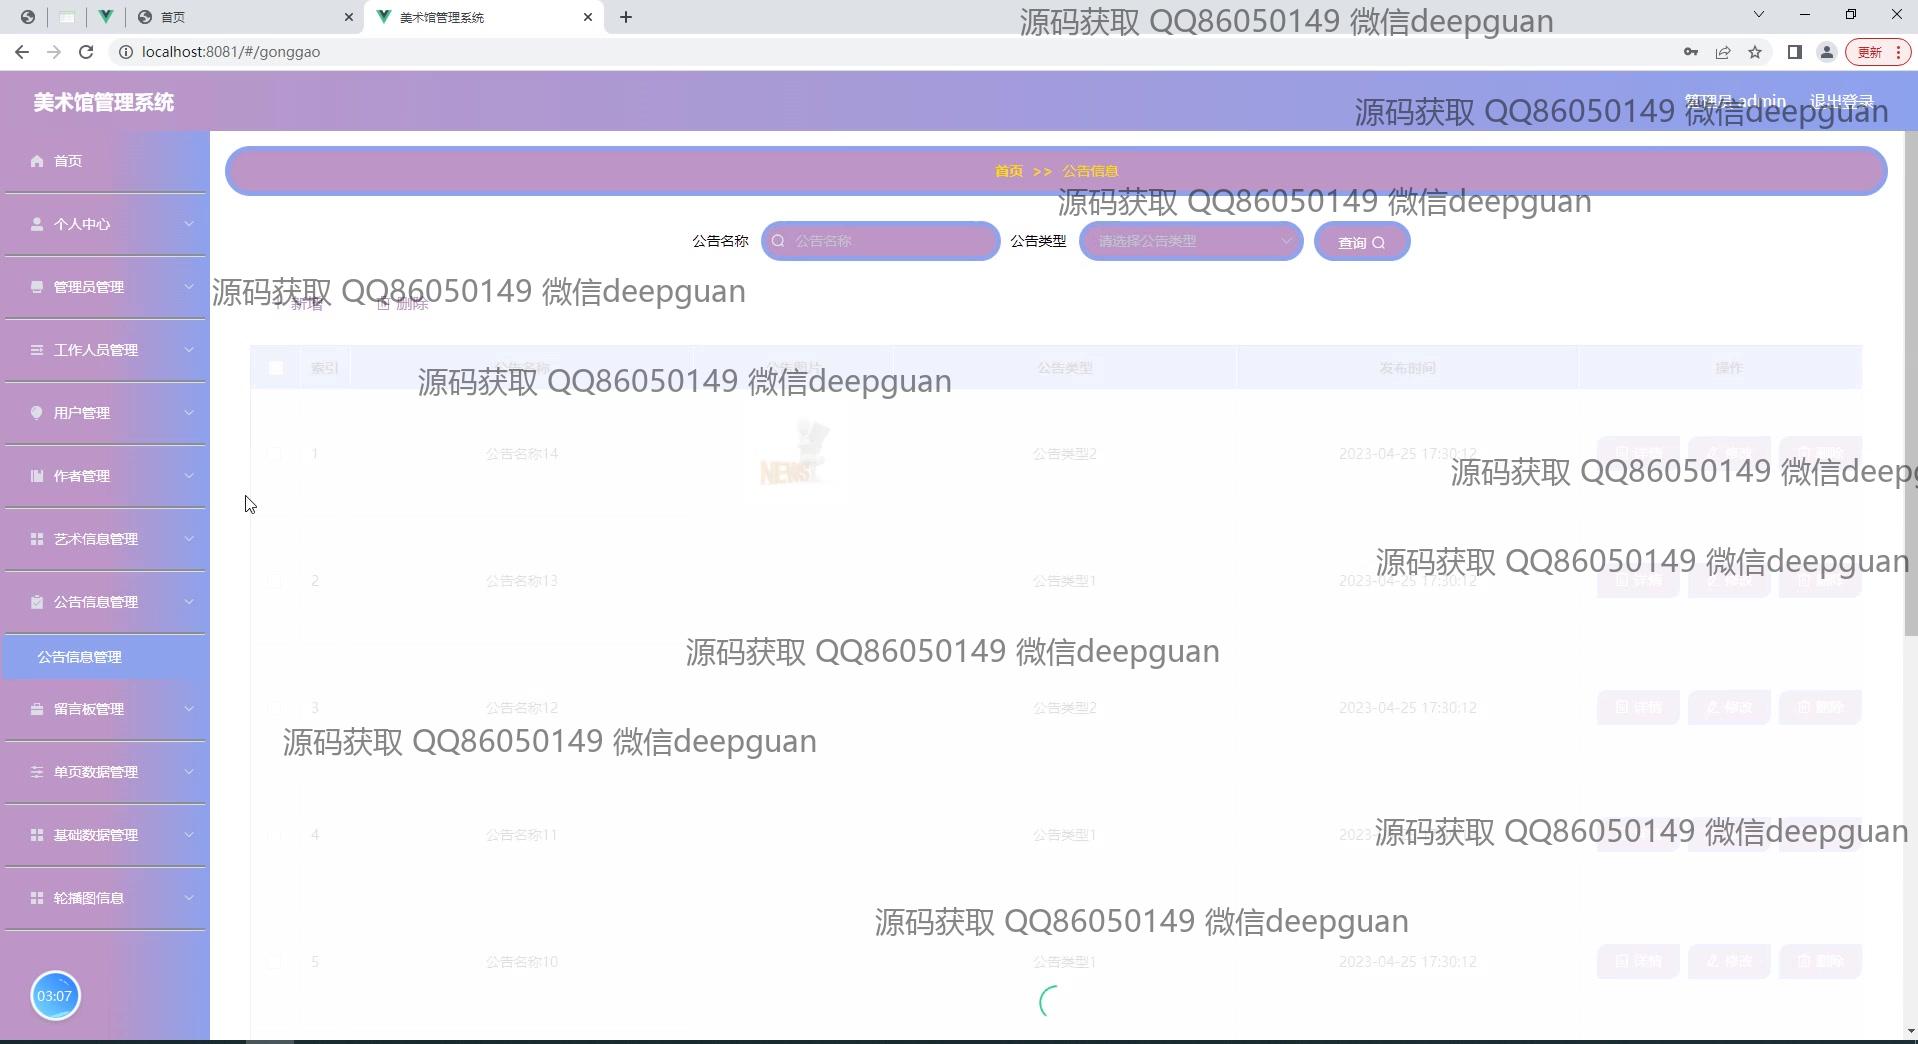 首页
美术馆管理系统
源码获取 QQ86050149 微信deepguan
localhost:8081/#/gonggao
更新
美术馆管理系统
管理员 admin 退出登录
源码获取 QQ86050149 微信deepguan
首页
首页 >> 公告信息
源码获取 QQ86050149 微信deepguan
个人中心
公告名称 公告名称 公告类型 请选择公告类型 查询
管理员管理
源码获取 QQ86050149 微信deepguan
新增 删除
工作人员管理
索引 公告名称 公告图片 公告类型 发布时间 操作
源码获取 QQ86050149 微信deepguan
用户管理
1 公告名称14 NEWS 公告类型2 2023-04-25 17:30:12 详情 修改 删除
源码获取 QQ86050149 微信deepg
作者管理
艺术信息管理
源码获取 QQ86050149 微信deepguan
2 公告名称13 公告类型1 2023-04-25 17:30:12 详情 修改 删除
公告信息管理
源码获取 QQ86050149 微信deepguan
公告信息管理
留言板管理
3 公告名称12 公告类型2 2023-04-25 17:30:12 详情 修改 删除
源码获取 QQ86050149 微信deepguan
单页数据管理
基础数据管理
4 公告名称11 公告类型1 2023
源码获取 QQ86050149 微信deepguan
轮播图信息
源码获取 QQ86050149 微信deepguan
5 公告名称10 公告类型1 2023-04-25 17:30:12 详情 修改 删除
03:07